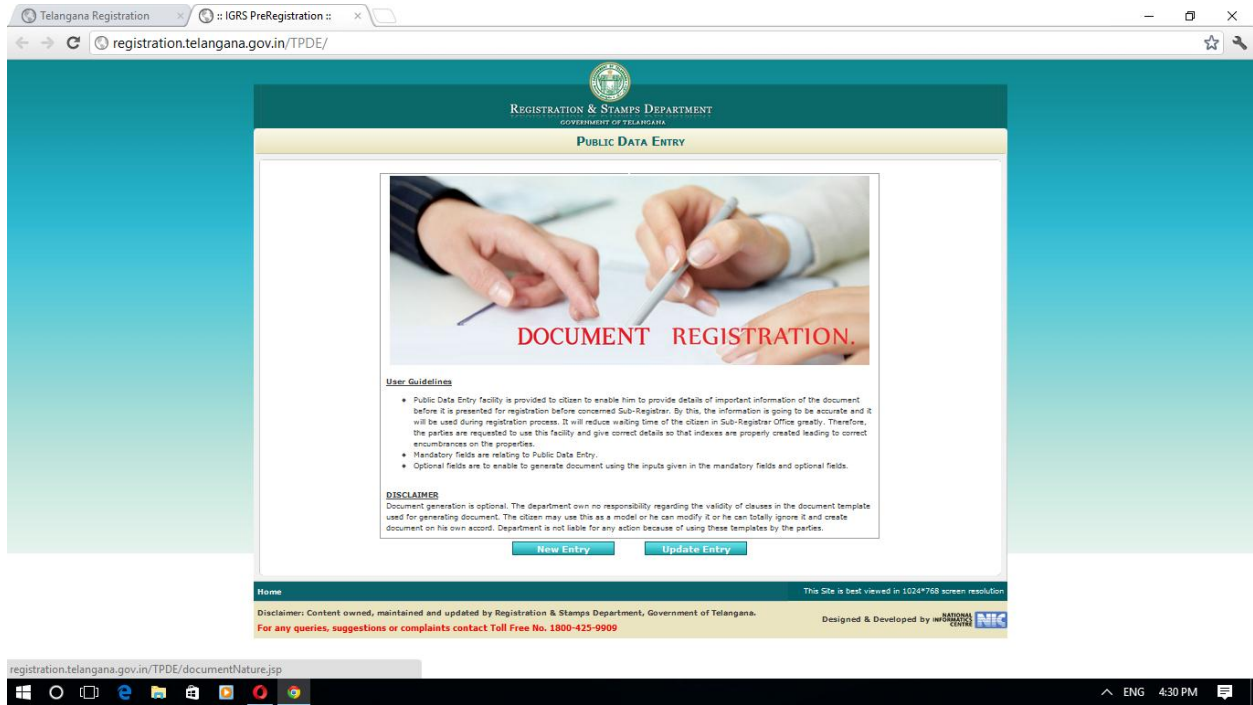 Telangana Registration
:: IGRS PreRegistration ::
registration.telangana.gov.in/TPDE/
REGISTRATION & STAMPS DEPARTMENT
GOVERNMENT OF TELANGANA
PUBLIC DATA ENTRY
DOCUMENT REGISTRATION.
User Guidelines
Public Data Entry facility is provided to citizen to enable him to provide details of important information of the document
before it is presented for registration before concerned Sub-Registrar. By this, the information is going to be accurate and it
will be used during registration process. It will reduce waiting time of the citizen in Sub-Registrar Office greatly. Therefore,
the parties are requested to use this facility and give correct details so that indexes are properly created leading to correct
encumbrances on the properties.
Mandatory fields are relating to Public Data Entry.
Optional fields are to enable to generate document using the inputs given in the mandatory fields and optional fields.
DISCLAIMER
Document generation is optional. The department own no responsibility regarding the validity of clauses in the document template
used for generating document. The citizen may use this as a model or he can modify it or he can totally ignore it and create
document on his own accord. Department is not liable for any action because of using these templates by the parties.
New Entry Update Entry
Home This Site is best viewed in 1024*768 screen resolution
Disclaimer: Content owned, maintained and updated by Registration & Stamps Department, Government of Telangana.
For any queries, suggestions or complaints contact Toll Free No. 1800-425-9909
Designed & Developed by NATIONAL INFORMATICS CENTRE NIC
registration.telangana.gov.in/TPDE/documentNature.jsp
ENG 4:30 PM